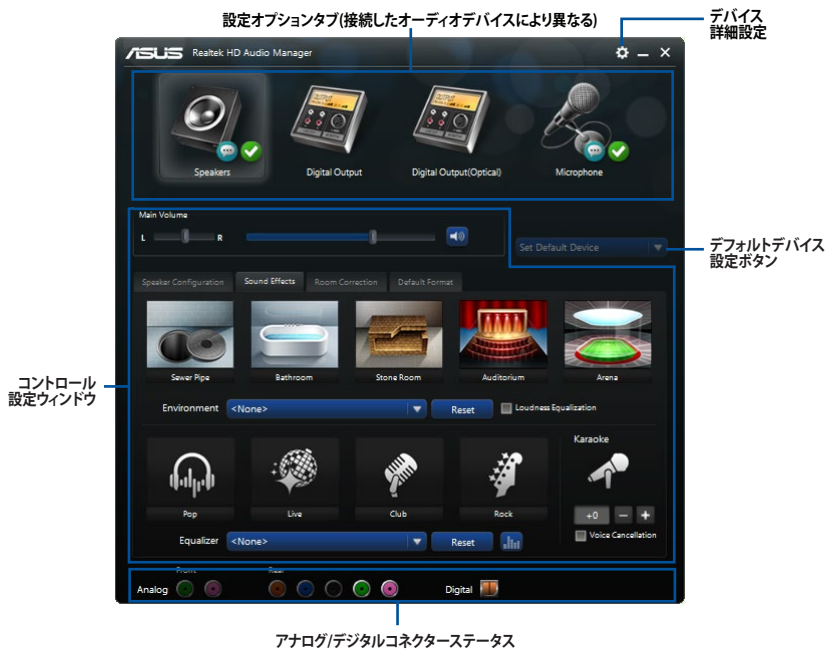 設定オプションタブ(接続したオーディオデバイスにより異なる)
デバイス
詳細設定
ASUS Realtek HD Audio Manager
OUTPUT
OUTPUT
Speakers
Digital Output
Digital Output(Optical)
Microphone
Main Volume
L R
Set Default Device
デフォルトデバイス
設定ボタン
Speaker Configuration Sound Effects Room Correction Default Format
Sewer Pipe
Bathroom
Stone Room
Auditorium
Arena
コントロール
設定ウィンドウ
Environment <None> Reset Loudness Equalization
Karaoke
Pop
Live
Club
Rock
+0
Equalizer <None> Reset
Voice Cancellation
Front
Rear
Analog
Digital
アナログ/デジタルコネクターステータス